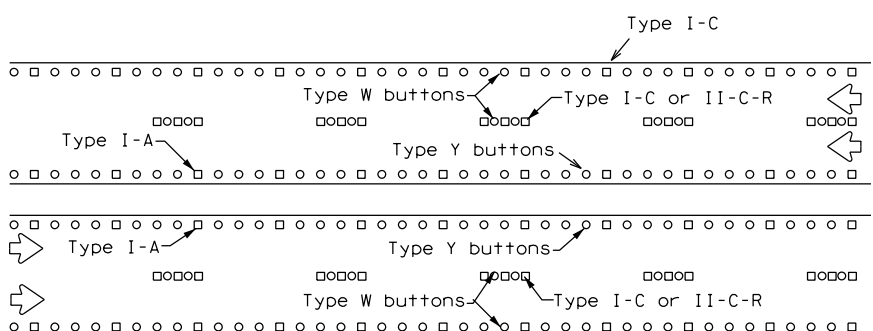 Type I-C
Type W buttons
Type I-C or II-C-R
Type I-A
Type Y buttons
Type I-A
Type Y buttons
Type W buttons
Type I-C or II-C-R